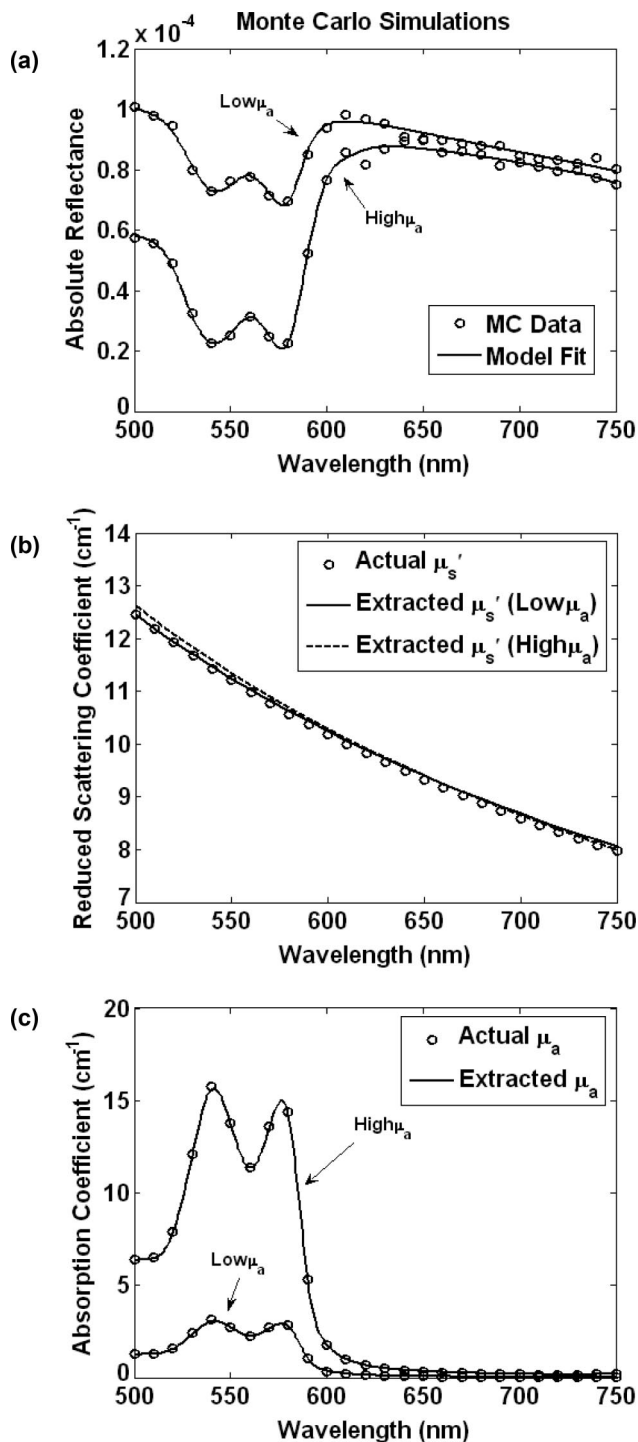 Monte Carlo Simulations
(a)
x 10⁻⁴
1.2
1
0.8
0.6
0.4
0.2
0
Absolute Reflectance
Lowμa
Highμa
MC Data
Model Fit
500 550 600 650 700 750
Wavelength (nm)
(b)
14
13
12
11
10
9
8
7
Reduced Scattering Coefficient (cm⁻¹)
Actual μs′
Extracted μs′ (Lowμa)
Extracted μs′ (Highμa)
500 550 600 650 700 750
Wavelength (nm)
(c)
20
15
10
5
0
Absorption Coefficient (cm⁻¹)
Actual μa
Extracted μa
Highμa
Lowμa
500 550 600 650 700 750
Wavelength (nm)